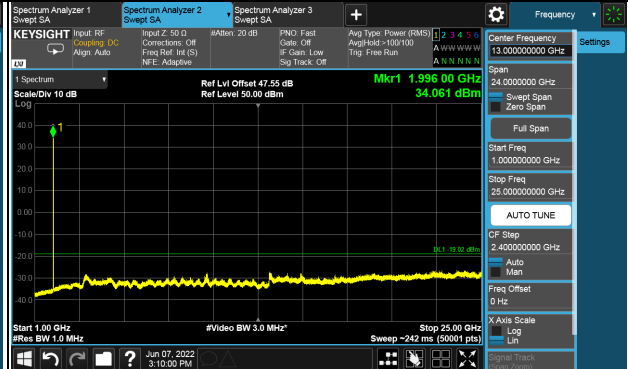 Spectrum Analyzer 1
Swept SA
Spectrum Analyzer 2
Swept SA
Spectrum Analyzer 3
Swept SA
Frequency
KEYSIGHT
Input: RF
Coupling: DC
Align: Auto
Input Z: 50 Ω
Corrections: Off
Freq Ref: Int (S)
NFE: Adaptive
#Atten: 20 dB
PNO: Fast
Gate: Off
IF Gain: Low
Sig Track: Off
Avg Type: Power (RMS)
Avg|Hold:>100/100
Trig: Free Run
1 2 3 4 5 6
A W W W W W
A N N N N N
LXI
1 Spectrum
Scale/Div 10 dB
Log
Ref Lvl Offset 47.55 dB
Ref Level 50.00 dBm
Mkr1 1.996 00 GHz
34.061 dBm
1
40.0
30.0
20.0
10.0
0.00
-10.0
-20.0
-30.0
-40.0
DL1 -19.02 dBm
Start 1.00 GHz
#Res BW 1.0 MHz
#Video BW 3.0 MHz*
Stop 25.00 GHz
Sweep ~242 ms (50001 pts)
Jun 07, 2022
3:10:00 PM
Center Frequency
13.000000000 GHz
Settings
Span
24.0000000 GHz
Swept Span
Zero Span
Full Span
Start Freq
1.000000000 GHz
Stop Freq
25.000000000 GHz
AUTO TUNE
CF Step
2.400000000 GHz
Auto
Man
Freq Offset
0 Hz
X Axis Scale
Log
Lin
Signal Track
(Span Zoom)